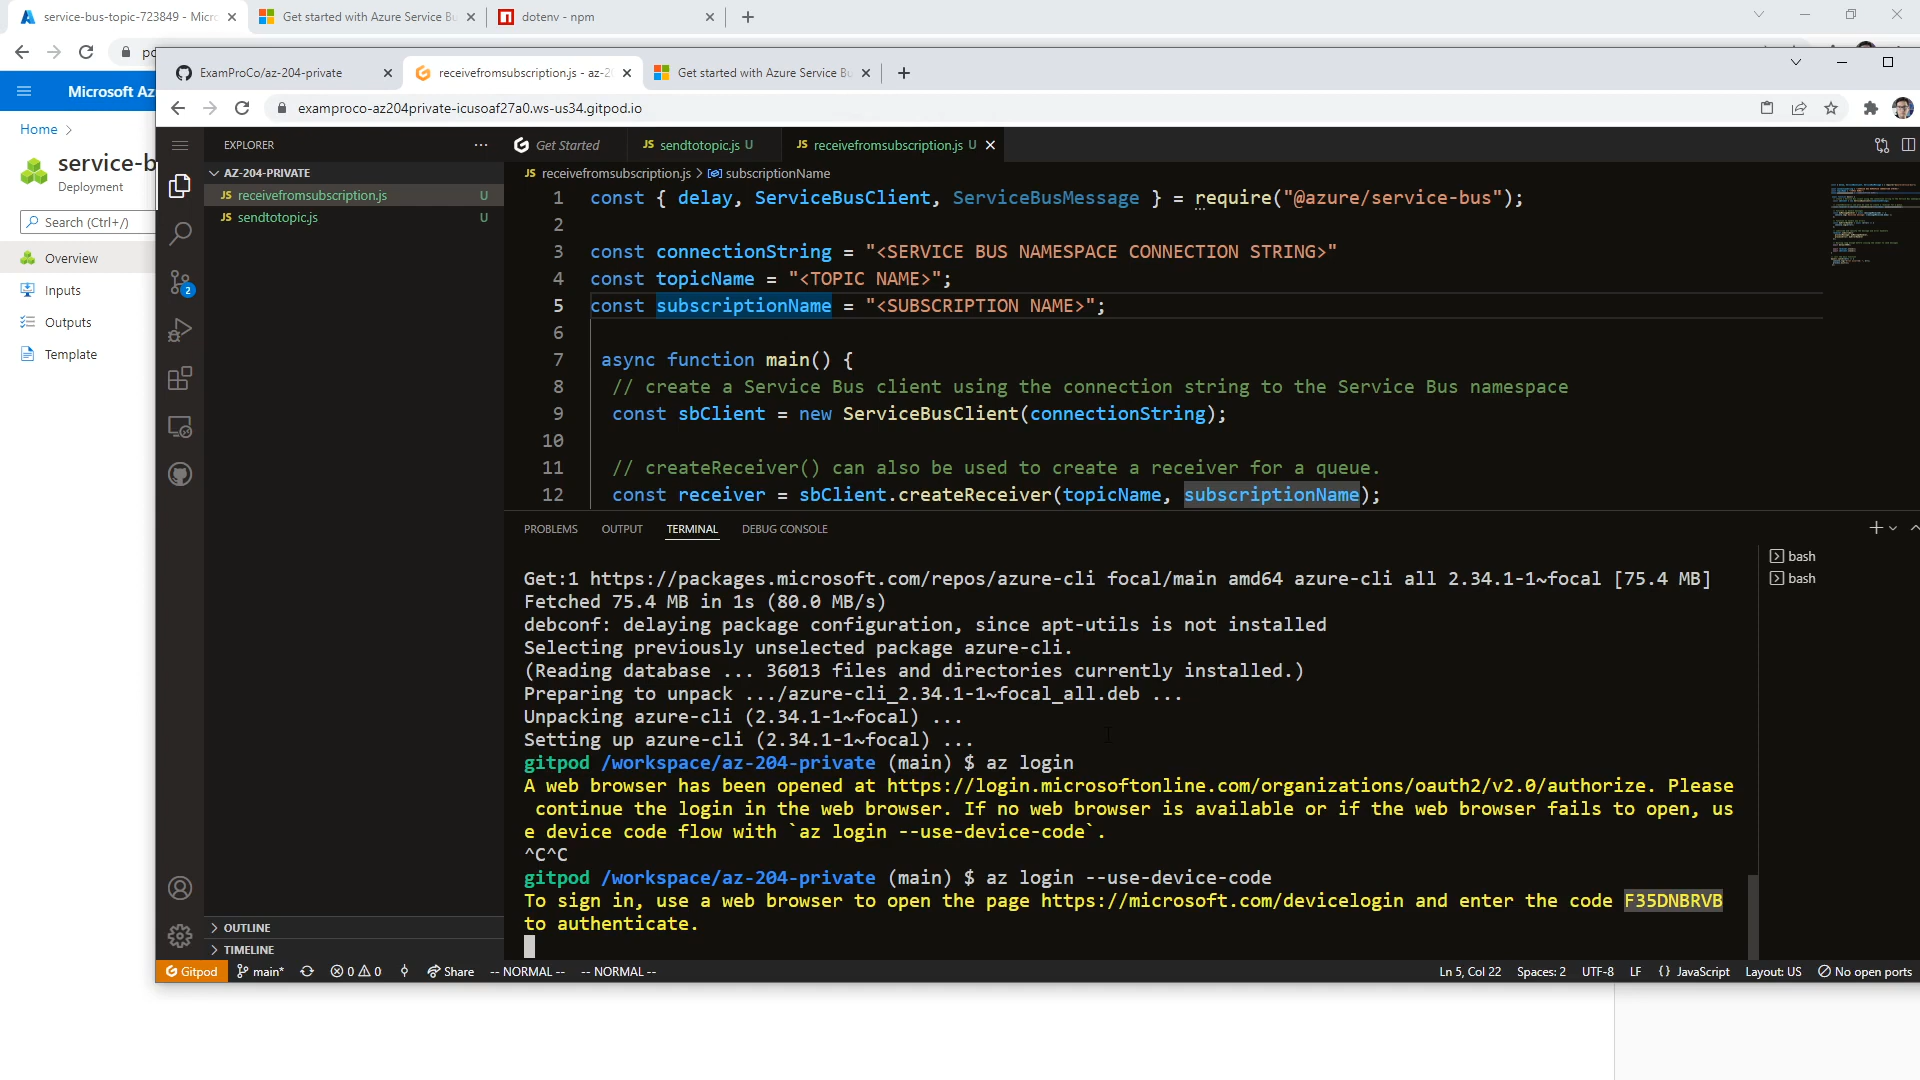 service-bus-topic-723849 - Micr
Get started with Azure Service B
dotenv - npm
Microsoft Az
Home
service-b
Deployment
Search (Ctrl+/)
Overview
Inputs
Outputs
Template
ExamProCo/az-204-private
receivefromsubscription.js - az-2
Get started with Azure Service B
examproco-az204private-icusoaf27a0.ws-us34.gitpod.io
EXPLORER
AZ-204-PRIVATE
JS receivefromsubscription.js U
JS sendtotopic.js U
2
OUTLINE
TIMELINE
Get Started
JS sendtotopic.js U
JS receivefromsubscription.js U
JS receivefromsubscription.js > subscriptionName
1 const { delay, ServiceBusClient, ServiceBusMessage } = require("@azure/service-bus");
2
3 const connectionString = "<SERVICE BUS NAMESPACE CONNECTION STRING>"
4 const topicName = "<TOPIC NAME>";
5 const subscriptionName = "<SUBSCRIPTION NAME>";
6
7 async function main() {
8 // create a Service Bus client using the connection string to the Service Bus namespace
9 const sbClient = new ServiceBusClient(connectionString);
10
11 // createReceiver() can also be used to create a receiver for a queue.
12 const receiver = sbClient.createReceiver(topicName, subscriptionName);
PROBLEMS OUTPUT TERMINAL DEBUG CONSOLE
bash
bash
Get:1 https://packages.microsoft.com/repos/azure-cli focal/main amd64 azure-cli all 2.34.1-1~focal [75.4 MB]
Fetched 75.4 MB in 1s (80.0 MB/s)
debconf: delaying package configuration, since apt-utils is not installed
Selecting previously unselected package azure-cli.
(Reading database ... 36013 files and directories currently installed.)
Preparing to unpack .../azure-cli_2.34.1-1~focal_all.deb ...
Unpacking azure-cli (2.34.1-1~focal) ...
Setting up azure-cli (2.34.1-1~focal) ...
gitpod /workspace/az-204-private (main) $ az login
A web browser has been opened at https://login.microsoftonline.com/organizations/oauth2/v2.0/authorize. Please
continue the login in the web browser. If no web browser is available or if the web browser fails to open, us
e device code flow with `az login --use-device-code`.
^C^C
gitpod /workspace/az-204-private (main) $ az login --use-device-code
To sign in, use a web browser to open the page https://microsoft.com/devicelogin and enter the code F35DNBRVB
to authenticate.
Gitpod main* 0 0 Share -- NORMAL -- -- NORMAL -- Ln 5, Col 22 Spaces: 2 UTF-8 LF {} JavaScript Layout: US No open ports